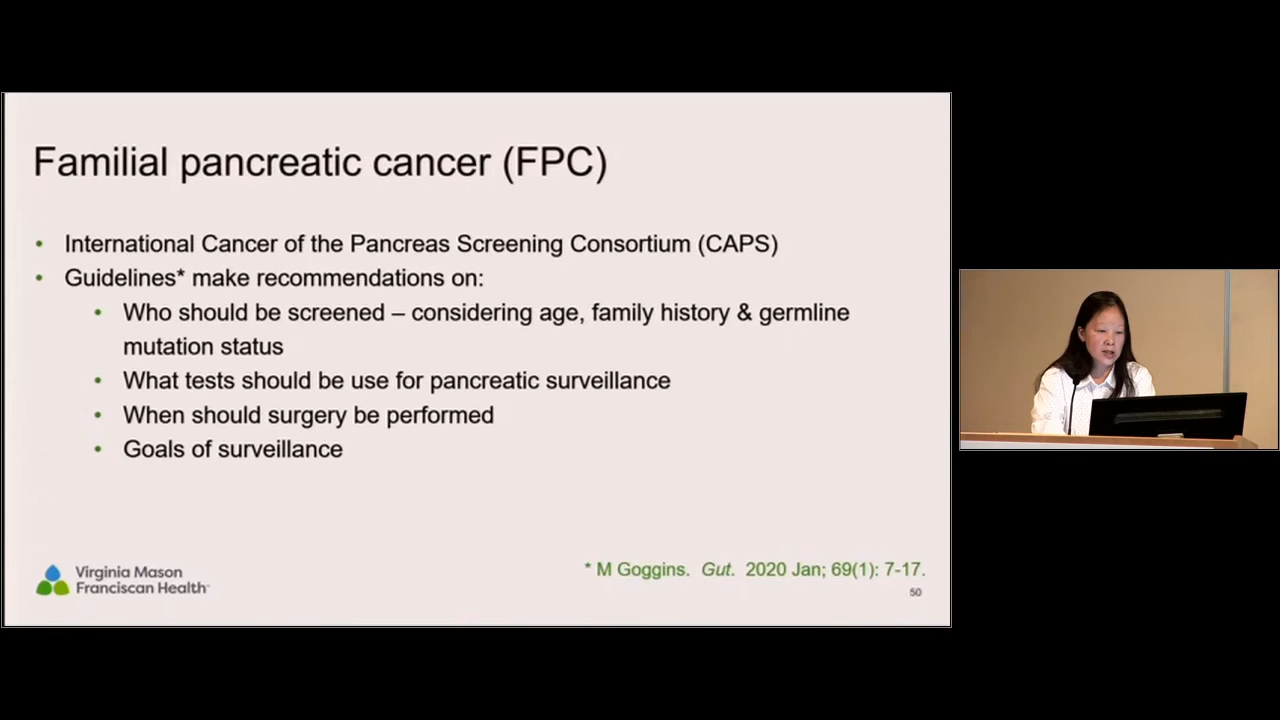 Familial pancreatic cancer (FPC)
• International Cancer of the Pancreas Screening Consortium (CAPS)
• Guidelines* make recommendations on:
• Who should be screened – considering age, family history & germline
mutation status
• What tests should be use for pancreatic surveillance
• When should surgery be performed
• Goals of surveillance
* M Goggins. Gut. 2020 Jan; 69(1): 7-17.
Virginia Mason
Franciscan Health™
50